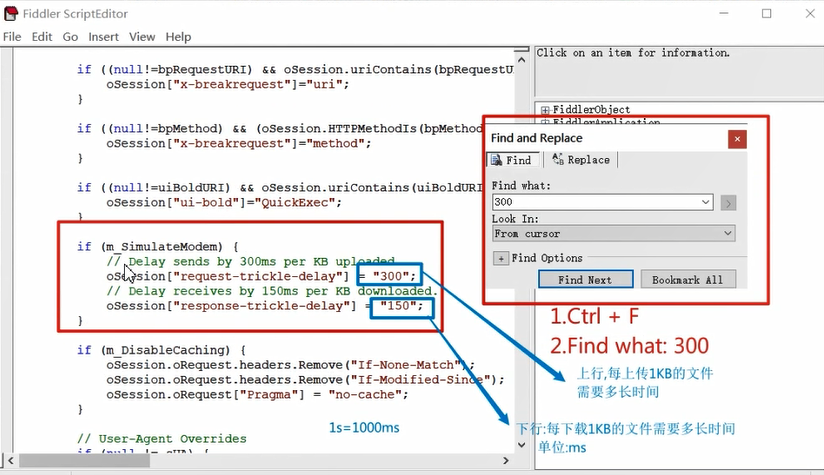 Fiddler ScriptEditor
File Edit Go Insert View Help
if ((null!=bpRequestURI) && oSession.uriContains(bpRequestU
oSession["x-breakrequest"]="uri";
}
if ((null!=bpMethod) && (oSession.HTTPMethodIs(bpMethod
oSession["x-breakrequest"]="method";
}
if ((null!=uiBoldURI) && oSession.uriContains(uiBoldURI
oSession["ui-bold"]="QuickExec";
}
if (m_SimulateModem) {
// Delay sends by 300ms per KB uploaded.
oSession["request-trickle-delay"] = "300";
// Delay receives by 150ms per KB downloaded.
oSession["response-trickle-delay"] = "150";
}
if (m_DisableCaching) {
oSession.oRequest.headers.Remove("If-None-Match");
oSession.oRequest.headers.Remove("If-Modified-Since");
oSession.oRequest["Pragma"] = "no-cache";
}
1s=1000ms
// User-Agent Overrides
if (null != sUA) {
Click on an item for information.
FiddlerObject
FiddlerApplication
Find and Replace
Find Replace
Find what:
300
Look In:
From cursor
Find Options
Find Next Bookmark All
1.Ctrl + F
2.Find what: 300
上行,每上传1KB的文件
需要多长时间
下行:每下载1KB的文件需要多长时间
单位:ms